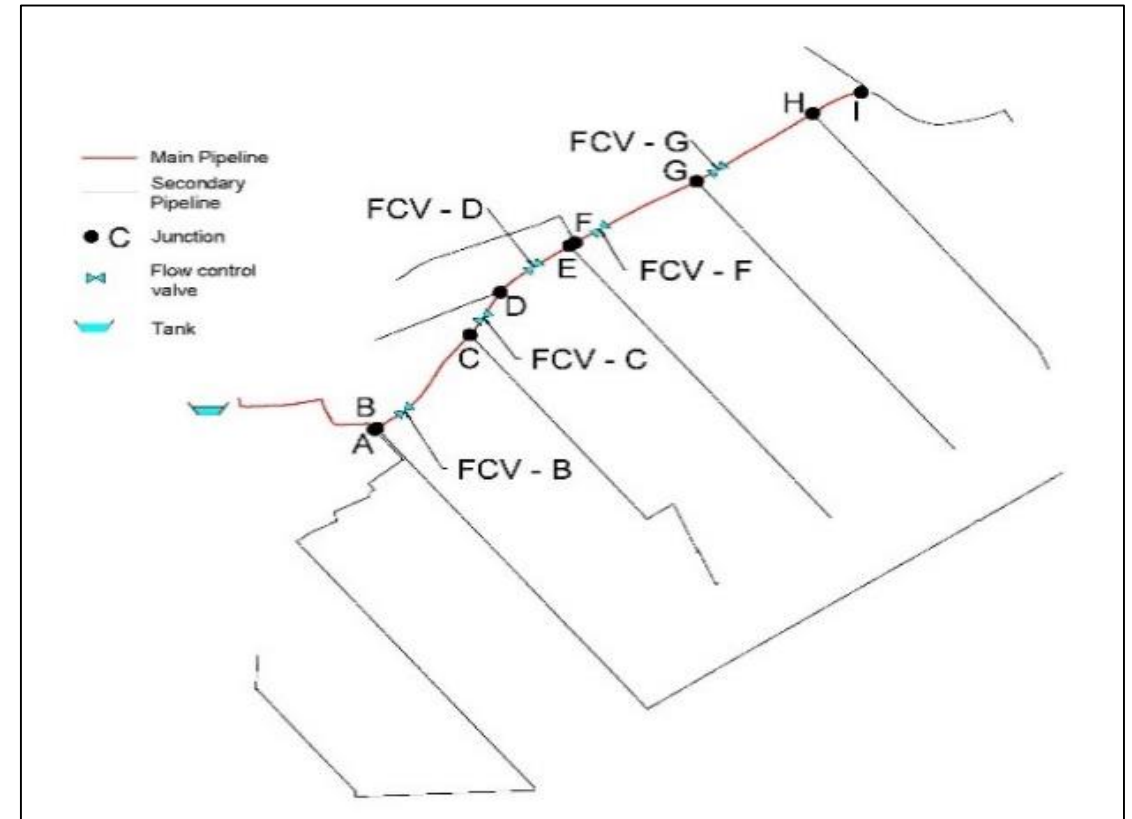 Main Pipeline
Secondary
Pipeline
C Junction
Flow control
valve
Tank
H
I
FCV - G
G
FCV - D
F
E
FCV - F
D
C
FCV - C
B
A
FCV - B